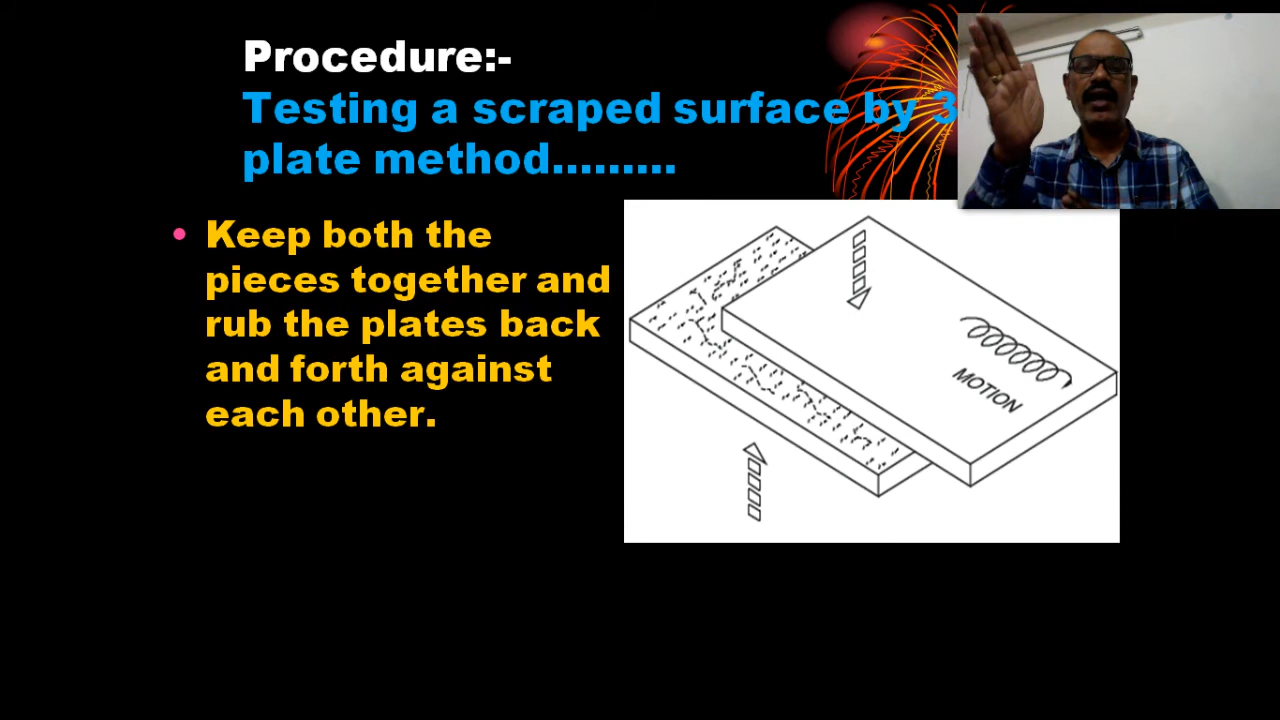 Procedure:-
Testing a scraped surface by 3
plate method.........
• Keep both the
pieces together and
rub the plates back
and forth against
each other.
MOTION